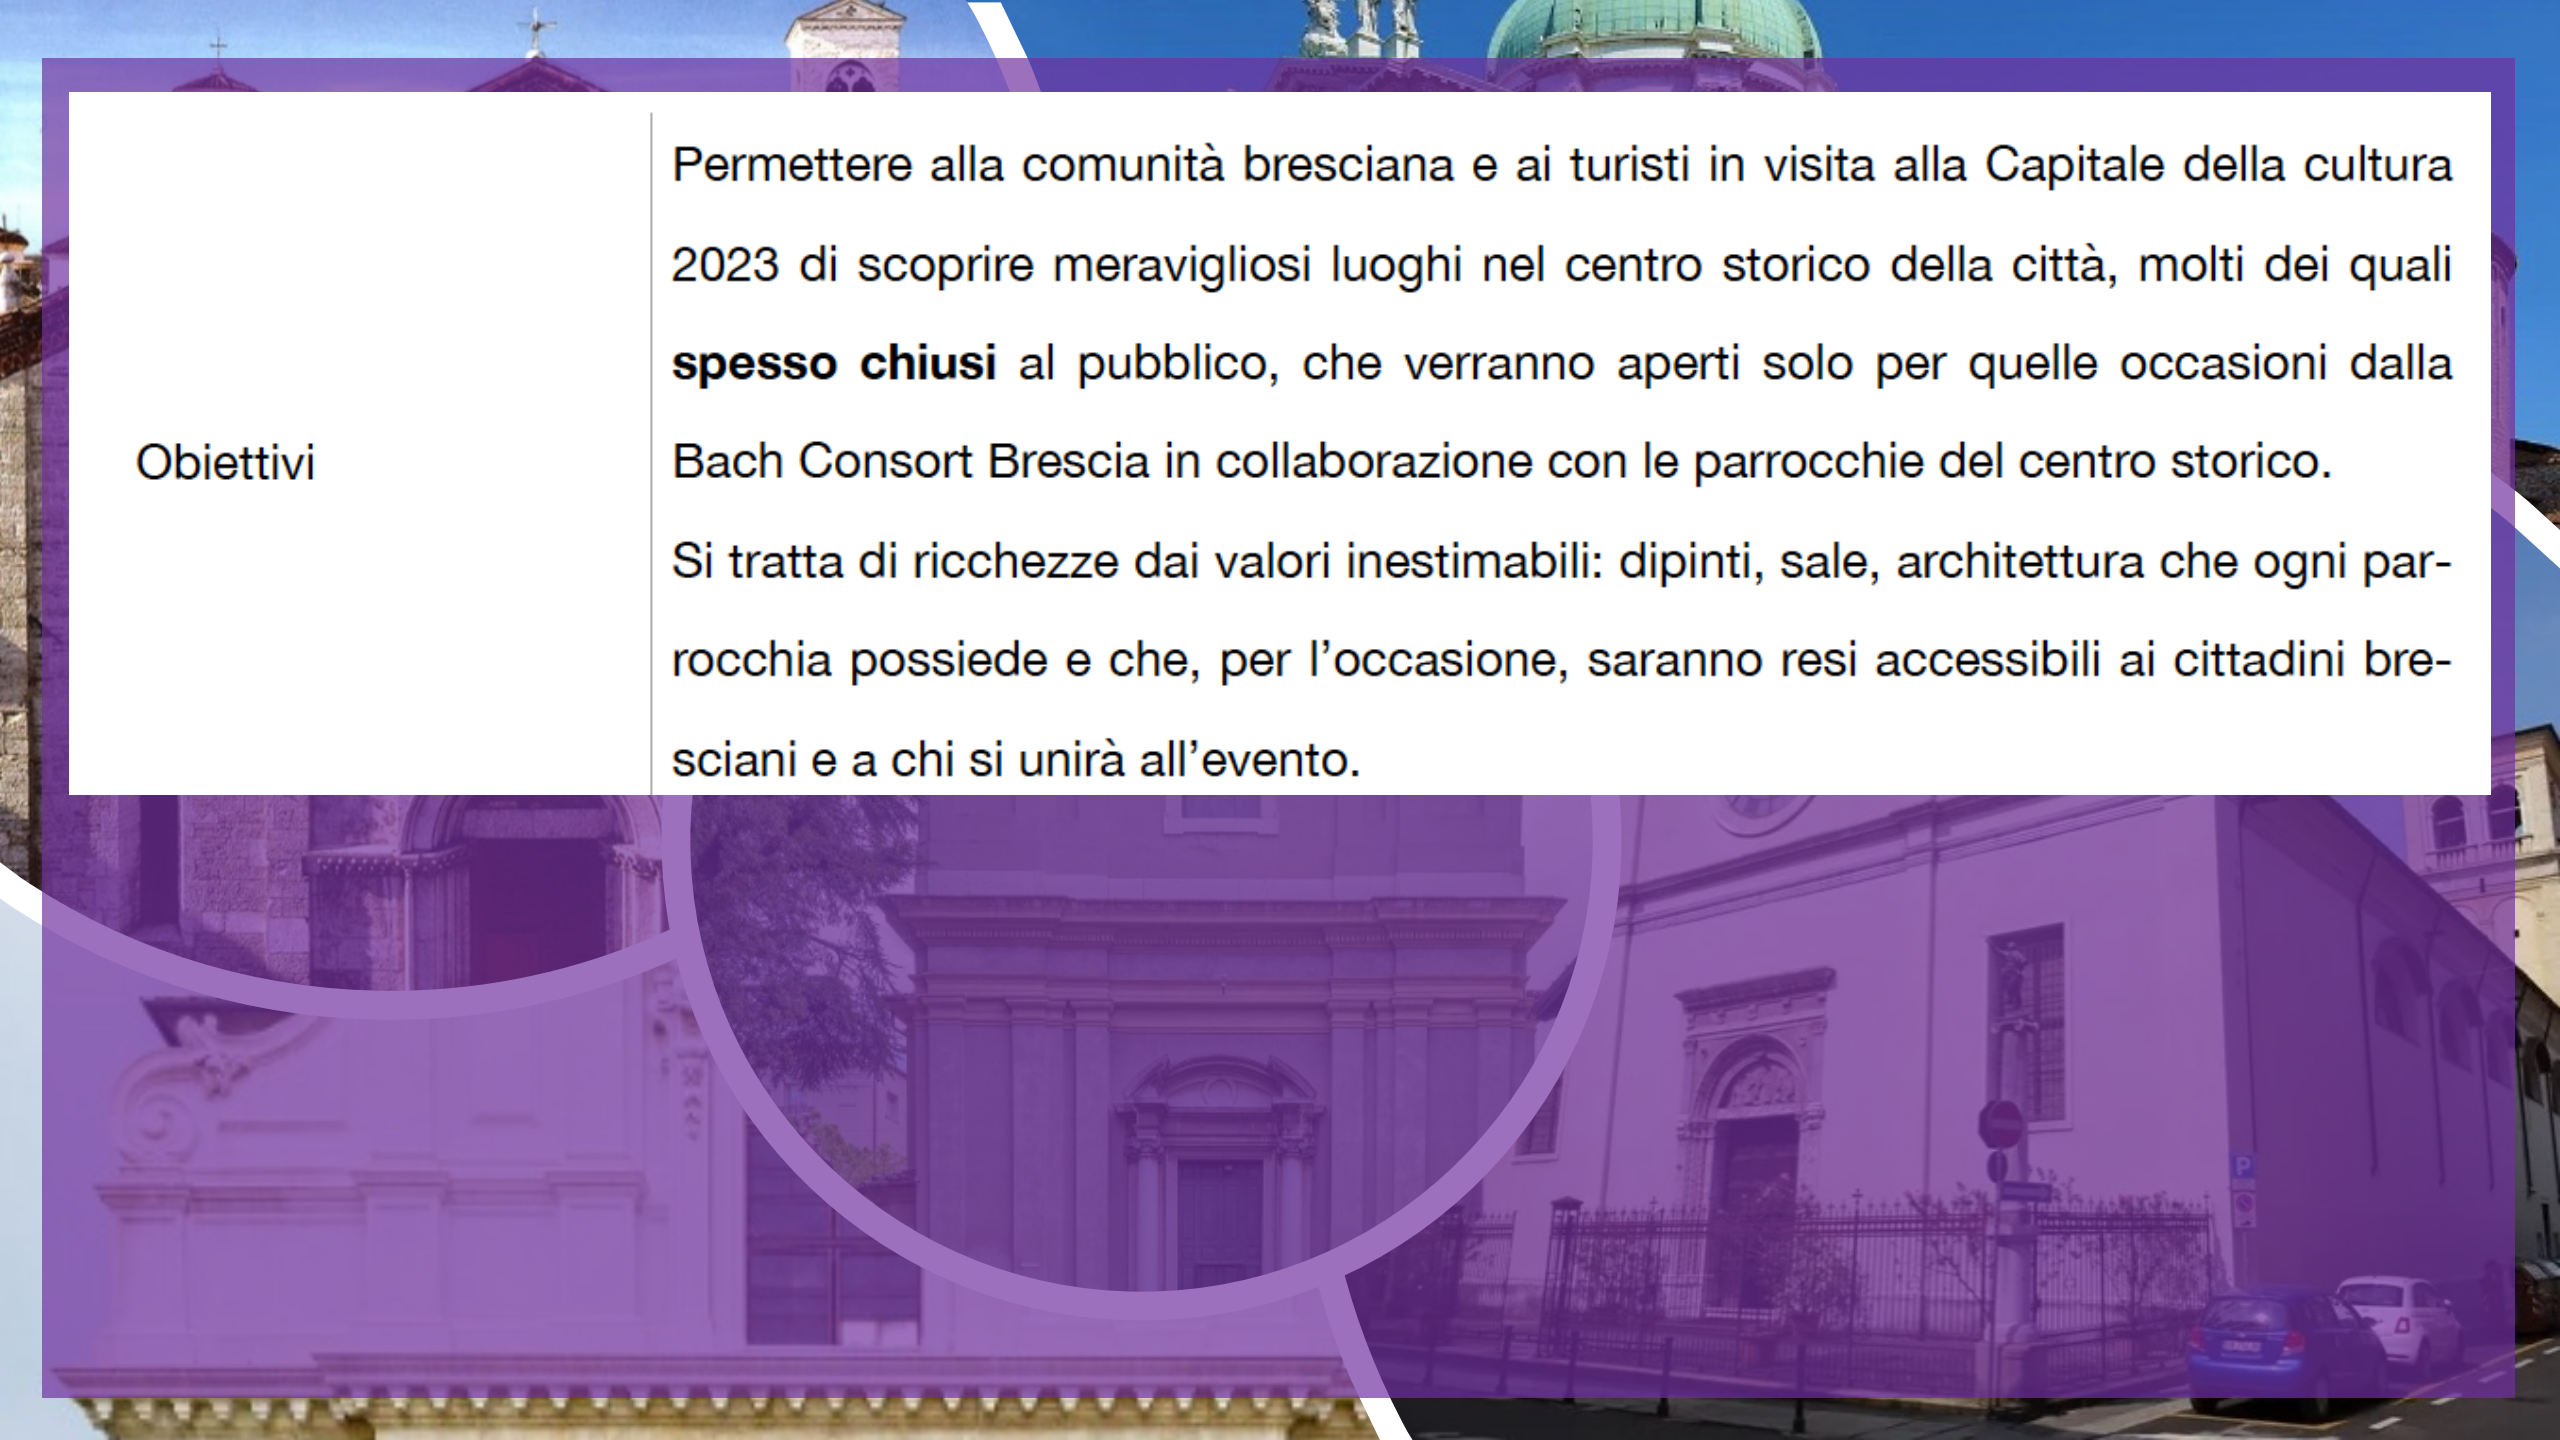 Obiettivi
Permettere alla comunità bresciana e ai turisti in visita alla Capitale della cultura
2023 di scoprire meravigliosi luoghi nel centro storico della città, molti dei quali
spesso chiusi al pubblico, che verranno aperti solo per quelle occasioni dalla
Bach Consort Brescia in collaborazione con le parrocchie del centro storico.
Si tratta di ricchezze dai valori inestimabili: dipinti, sale, architettura che ogni par-
rocchia possiede e che, per l’occasione, saranno resi accessibili ai cittadini bre-
sciani e a chi si unirà all’evento.
P